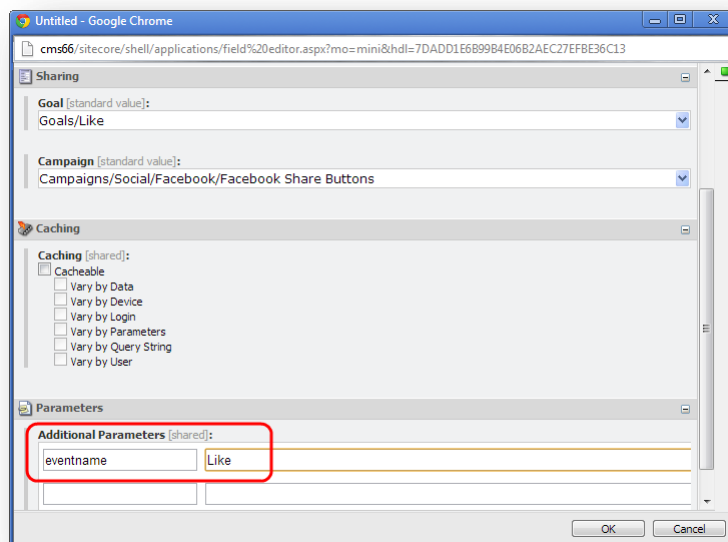 Untitled - Google Chrome
cms66/sitecore/shell/applications/field%20editor.aspx?mo=mini&hdl=7DADD1E6B99B4E06B2AEC27EFBE36C13
Sharing
Goal [standard value]:
Goals/Like
Campaign [standard value]:
Campaigns/Social/Facebook/Facebook Share Buttons
Caching
Caching [shared]:
Cacheable
Vary by Data
Vary by Device
Vary by Login
Vary by Parameters
Vary by Query String
Vary by User
Parameters
Additional Parameters [shared]:
eventname Like
OK Cancel